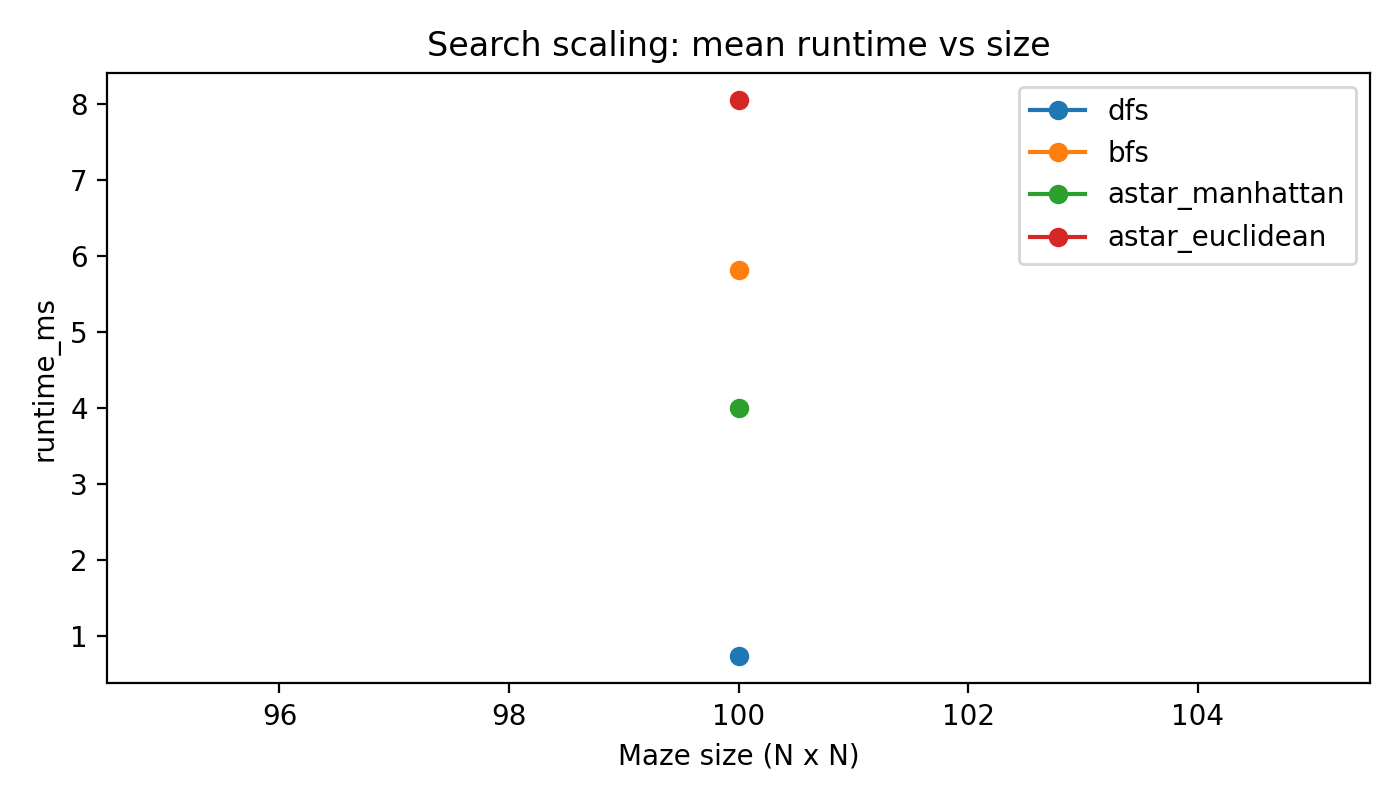 Search scaling: mean runtime vs size
8
7
6
5
4
3
2
1
runtime_ms
dfs
bfs
astar_manhattan
astar_euclidean
96
98
100
102
104
Maze size (N x N)